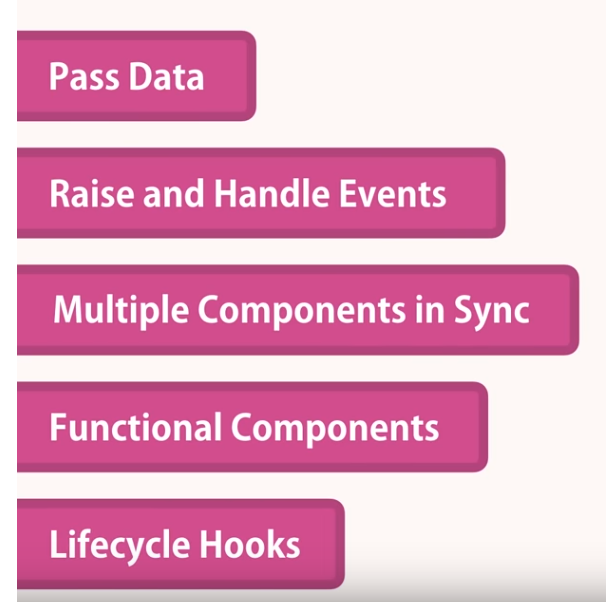 Pass Data
Raise and Handle Events
Multiple Components in Sync
Functional Components
Lifecycle Hooks